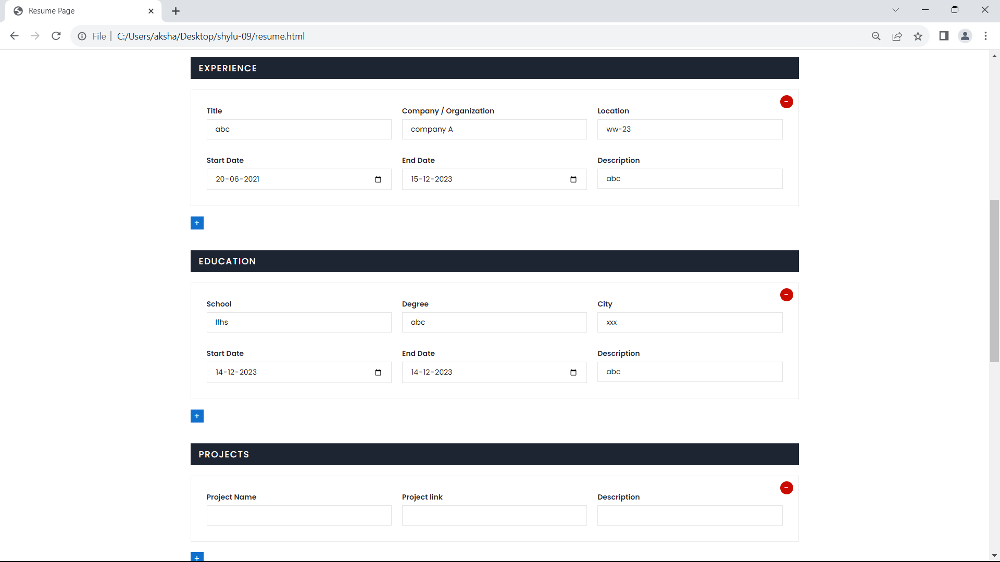 Resume Page
File C:/Users/aksha/Desktop/shylu-09/resume.html
EXPERIENCE
-
Title Company / Organization Location
abc company A ww-23
Start Date End Date Description
20-06-2021 15-12-2023 abc
+
EDUCATION
-
School Degree City
lfhs abc xxx
Start Date End Date Description
14-12-2023 14-12-2023 abc
+
PROJECTS
-
Project Name Project link Description
+